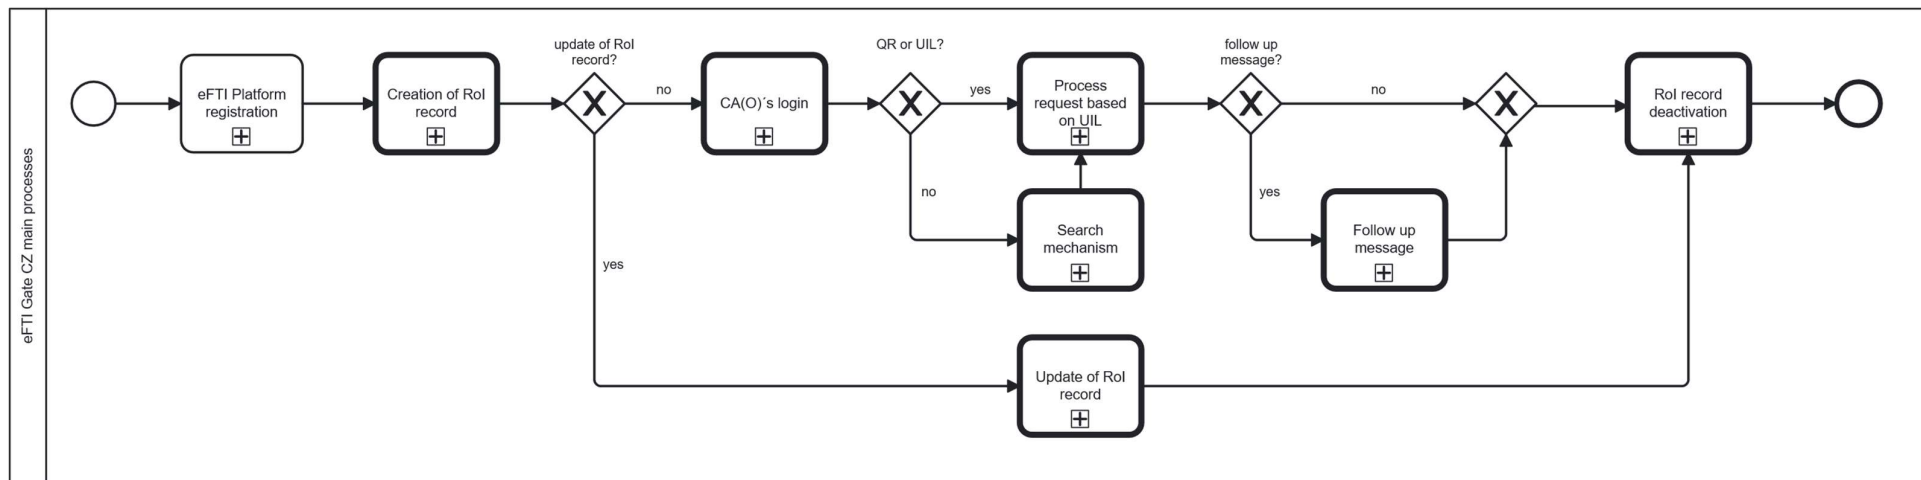 eFTI Gate CZ main processes
eFTI Platform
registration
Creation of RoI
record
update of RoI
record?
no
yes
CA(O)´s login
QR or UIL?
yes
no
Process
request based
on UIL
Search
mechanism
Update of RoI
record
follow up
message?
no
yes
Follow up
message
RoI record
deactivation